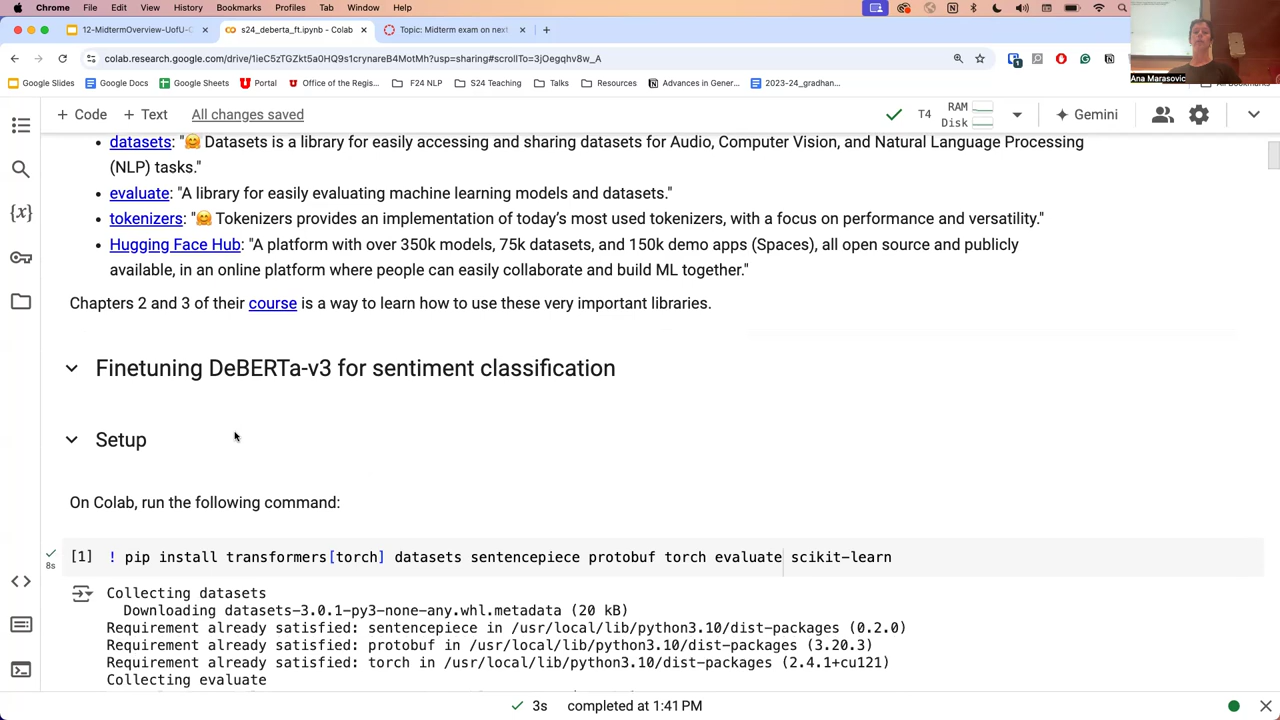 Chrome File Edit View History Bookmarks Profiles Tab Window Help
12-MidtermOverview-UofU-C
s24_deberta_ft.ipynb - Colab
Topic: Midterm exam on next
colab.research.google.com/drive/1ieC5zTGZkt5a0HQ9s1crynareB4MotMh?usp=sharing#scrollTo=3jOegqhv8w_A
Ana Marasovic
Google Slides Google Docs Google Sheets Portal Office of the Regis... F24 NLP S24 Teaching Talks Resources Advances in Gener... 2023-24_gradhan...
+ Code + Text All changes saved
T4 RAM Disk Gemini
datasets: "🤗 Datasets is a library for easily accessing and sharing datasets for Audio, Computer Vision, and Natural Language Processing
(NLP) tasks."
evaluate: "A library for easily evaluating machine learning models and datasets."
tokenizers: "🤗 Tokenizers provides an implementation of today's most used tokenizers, with a focus on performance and versatility."
Hugging Face Hub: "A platform with over 350k models, 75k datasets, and 150k demo apps (Spaces), all open source and publicly
available, in an online platform where people can easily collaborate and build ML together."
Chapters 2 and 3 of their course is a way to learn how to use these very important libraries.
Finetuning DeBERTa-v3 for sentiment classification
Setup
On Colab, run the following command:
[1] ! pip install transformers[torch] datasets sentencepiece protobuf torch evaluate scikit-learn
8s
Collecting datasets
Downloading datasets-3.0.1-py3-none-any.whl.metadata (20 kB)
Requirement already satisfied: sentencepiece in /usr/local/lib/python3.10/dist-packages (0.2.0)
Requirement already satisfied: protobuf in /usr/local/lib/python3.10/dist-packages (3.20.3)
Requirement already satisfied: torch in /usr/local/lib/python3.10/dist-packages (2.4.1+cu121)
Collecting evaluate
3s completed at 1:41 PM